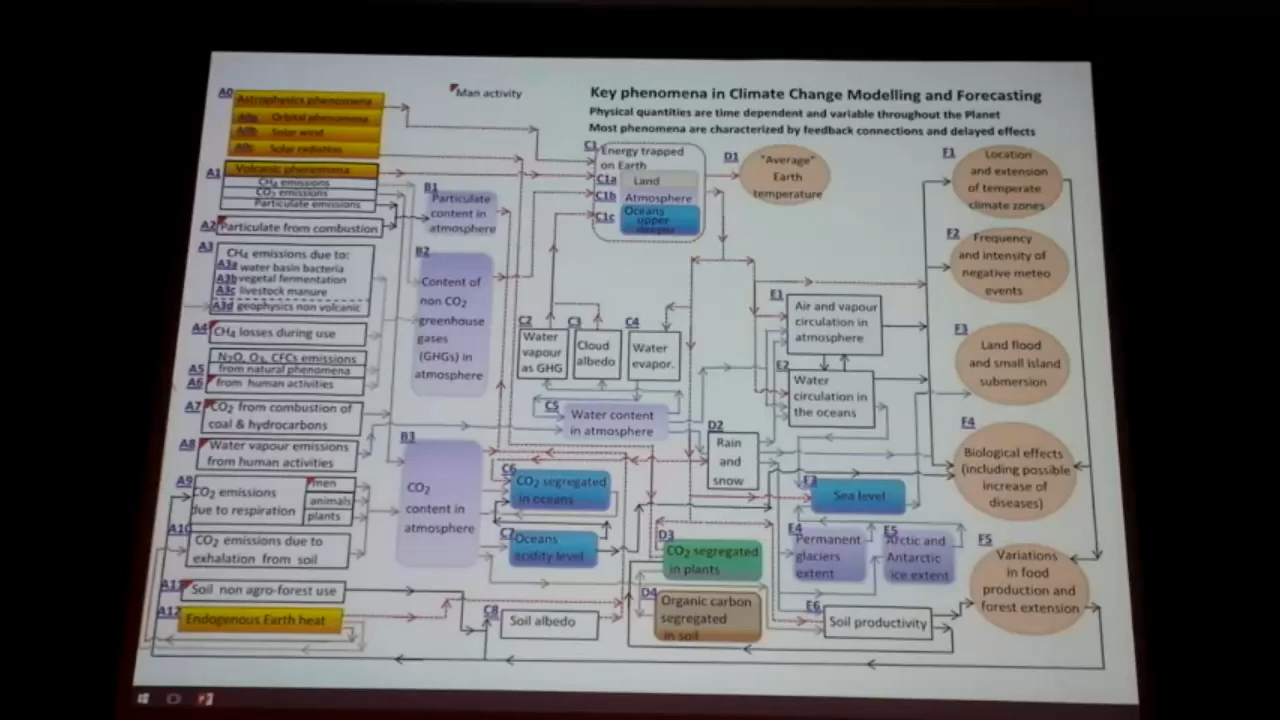 Key phenomena in Climate Change Modelling and Forecasting
Physical quantities are time dependent and variable throughout the Planet
Most phenomena are characterized by feedback connections and delayed effects
Man activity
A0
Astrophysics phenomena
A0a Orbital phenomena
A0b Solar wind
A0c Solar radiation
A1
Volcanic phenomena
CH4 emissions
CO2 emissions
Particulate emissions
A2
Particulate from combustion
A3
CH4 emissions due to:
A3a water basin bacteria
A3b vegetal fermentation
A3c livestock manure
A3d geophysics non volcanic
A4
CH4 losses during use
N2O, O3, CFCs emissions
A5 from natural phenomena
A6 from human activities
A7
CO2 from combustion of
coal & hydrocarbons
A8
Water vapour emissions
from human activities
A9
CO2 emissions
due to respiration
men
animals
plants
A10
CO2 emissions due to
exhalation from soil
A11
Soil non agro-forest use
A12
Endogenous Earth heat
B1
Particulate
content in
atmosphere
B2
Content of
non CO2
greenhouse
gases
(GHGs) in
atmosphere
B3
CO2
content in
atmosphere
C1
Energy trapped
on Earth
C1a Land
C1b Atmosphere
C1c Oceans
upper
deeper
C2
Water
vapour
as GHG
C3
Cloud
albedo
C4
Water
evapor.
C5
Water content
in atmosphere
C6
CO2 segregated
in oceans
C7
Oceans
acidity level
C8
Soil albedo
D1
"Average"
Earth
temperature
D2
Rain
and
snow
D3
CO2 segregated
in plants
D4
Organic carbon
segregated
in soil
E1
Air and vapour
circulation in
atmosphere
E2
Water
circulation in
the oceans
E3
Sea level
E4
Permanent
glaciers
extent
E5
Arctic and
Antarctic
ice extent
E6
Soil productivity
F1
Location
and extension
of temperate
climate zones
F2
Frequency
and intensity of
negative meteo
events
F3
Land flood
and small island
submersion
F4
Biological effects
(including possible
increase of
diseases)
F5
Variations
in food
production and
forest extension